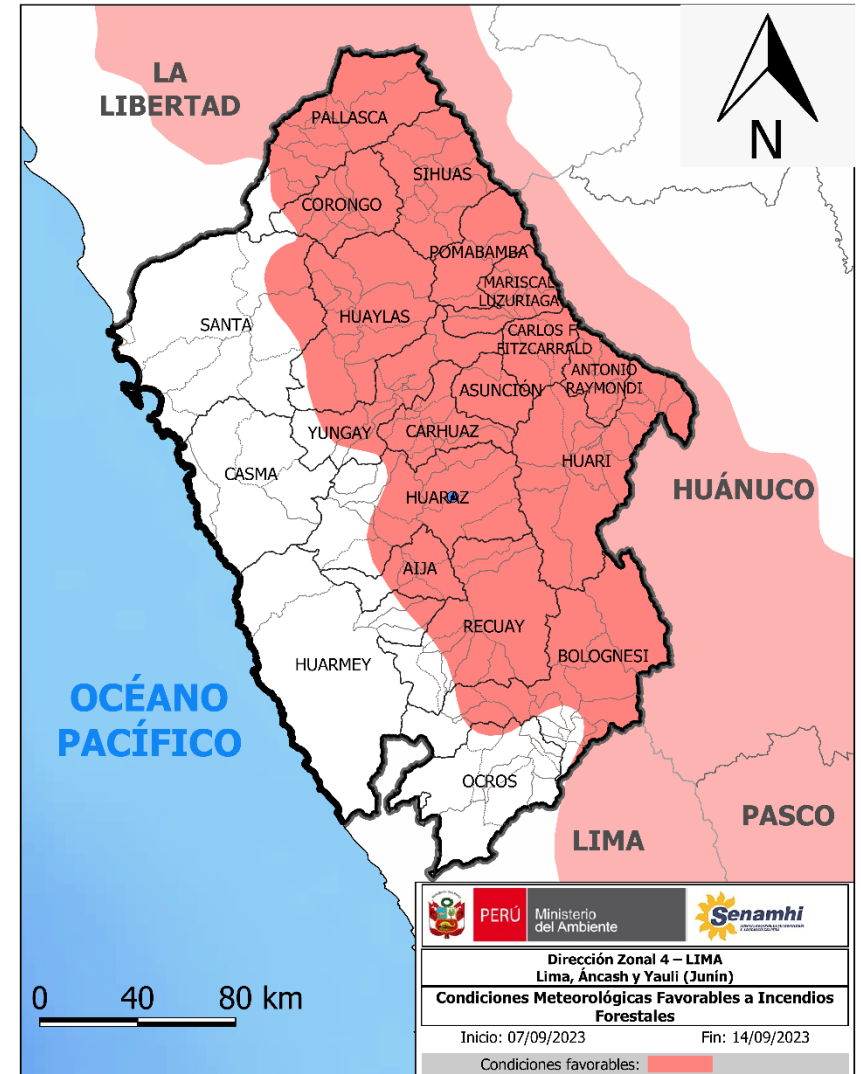 LA
LIBERTAD
N
PALLASCA
SIHUAS
CORONGO
POMABAMBA
MARISCAL
LUZURIAGA
SANTA
HUAYLAS
CARLOS F.
FITZCARRALD
ANTONIO
RAYMONDI
ASUNCIÓN
YUNGAY
CARHUAZ
HUARI
CASMA
HUARAZ
HUÁNUCO
AIJA
RECUAY
BOLOGNESI
HUARMEY
OCÉANO
PACÍFICO
OCROS
PASCO
LIMA
0 40 80 km
PERÚ
Ministerio
del Ambiente
Senamhi
Dirección Zonal 4 – LIMA
Lima, Áncash y Yauli (Junín)
Condiciones Meteorológicas Favorables a Incendios
Forestales
Inicio: 07/09/2023 Fin: 14/09/2023
Condiciones favorables: